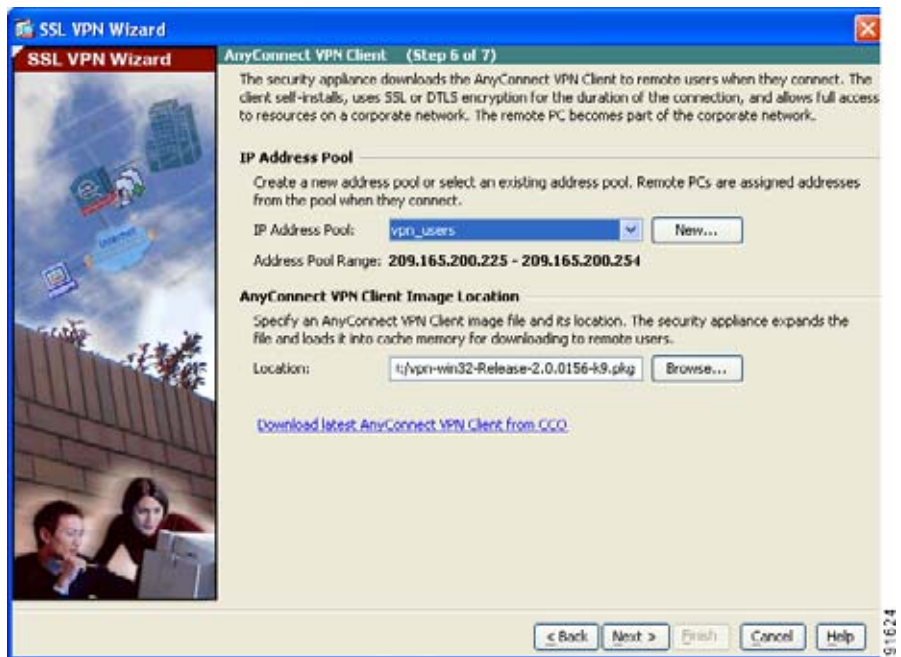 SSL VPN Wizard
SSL VPN Wizard
AnyConnect VPN Client (Step 6 of 7)
The security appliance downloads the AnyConnect VPN Client to remote users when they connect. The
client self-installs, uses SSL or DTLS encryption for the duration of the connection, and allows full access
to resources on a corporate network. The remote PC becomes part of the corporate network.
IP Address Pool
Create a new address pool or select an existing address pool. Remote PCs are assigned addresses
from the pool when they connect.
IP Address Pool: vpn_users New...
Address Pool Range: 209.165.200.225 - 209.165.200.254
AnyConnect VPN Client Image Location
Specify an AnyConnect VPN Client image file and its location. The security appliance expands the
file and loads it into cache memory for downloading to remote users.
Location: :/vpn-win32-Release-2.0.0156-k9.pkg Browse...
Download latest AnyConnect VPN Client from CCO
< Back Next > Finish Cancel Help
91624